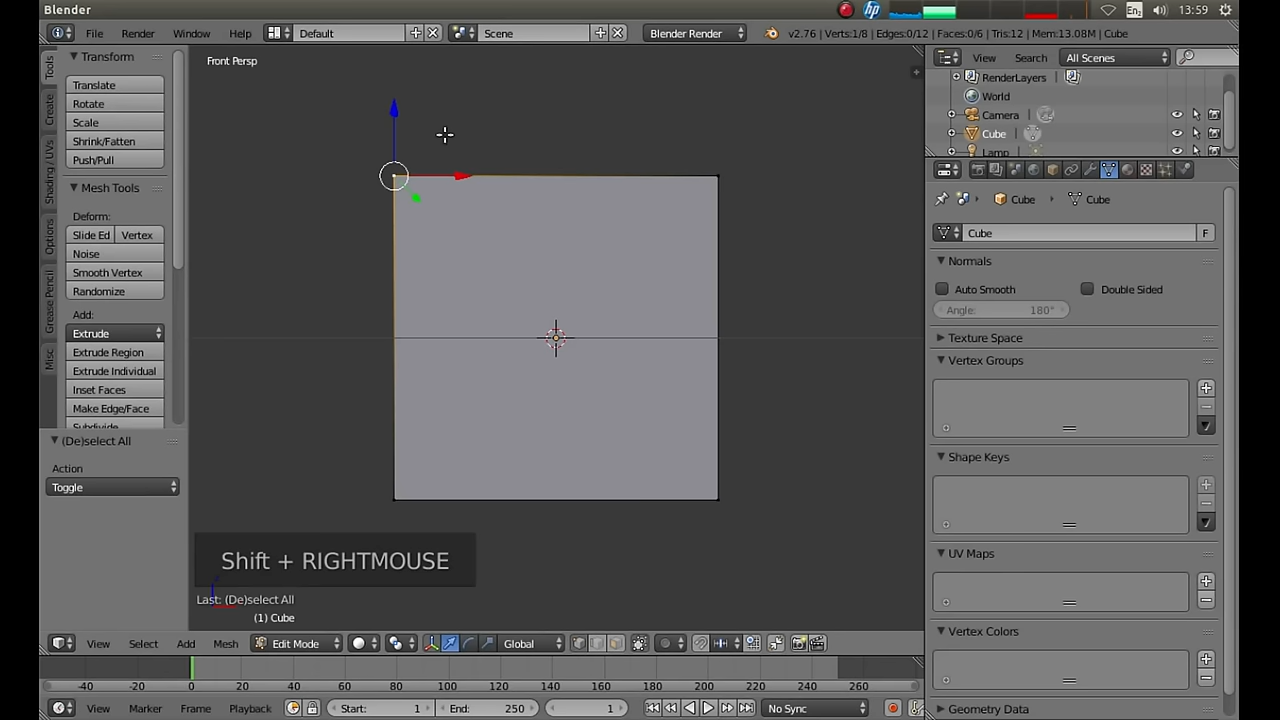 Blender
En2
13:59
File Render Window Help
Default
Scene
Blender Render
v2.76 | Verts:1/8 | Edges:0/12 | Faces:0/6 | Tris:12 | Mem:13.08M | Cube
Tools
Create
Shading / UVs
Options
Grease Pencil
Misc
Transform
Translate
Rotate
Scale
Shrink/Fatten
Push/Pull
Mesh Tools
Deform:
Slide Ed Vertex
Noise
Smooth Vertex
Randomize
Add:
Extrude
Extrude Region
Extrude Individual
Inset Faces
Make Edge/Face
Subdivide
(De)select All
Action
Toggle
Front Persp
Shift + RIGHTMOUSE
Last: (De)select All
(1) Cube
View Select Add Mesh
Edit Mode
Global
View Search All Scenes
RenderLayers
World
Camera
Cube
Lamp
Cube Cube
Cube F
Normals
Auto Smooth Double Sided
Angle: 180°
Texture Space
Vertex Groups
Shape Keys
UV Maps
Vertex Colors
Geometry Data
-40 -20 0 20 40 60 80 100 120 140 160 180 200 220 240 260
View Marker Frame Playback
Start: 1
End: 250
1
No Sync